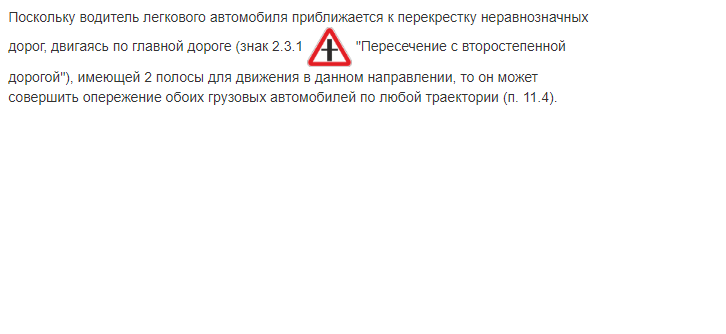 Поскольку водитель легкового автомобиля приближается к перекрестку неравнозначных
дорог, двигаясь по главной дороге (знак 2.3.1 "Пересечение с второстепенной
дорогой"), имеющей 2 полосы для движения в данном направлении, то он может
совершить опережение обоих грузовых автомобилей по любой траектории (п. 11.4).